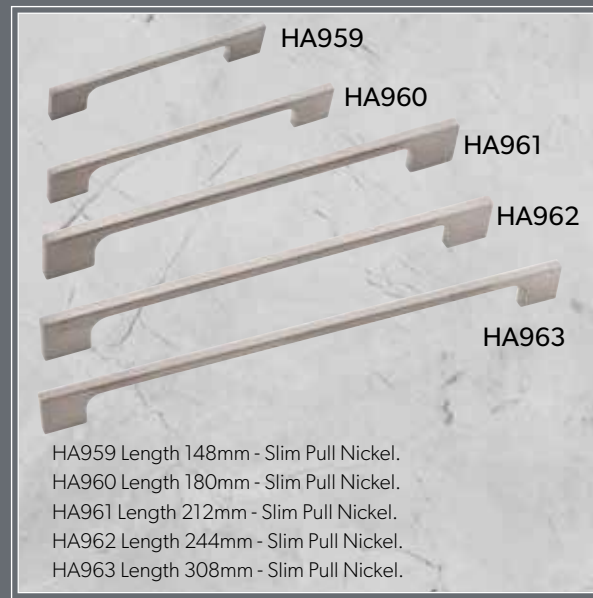 HA959
HA960
HA961
HA962
HA963
HA959 Length 148mm - Slim Pull Nickel.
HA960 Length 180mm - Slim Pull Nickel.
HA961 Length 212mm - Slim Pull Nickel.
HA962 Length 244mm - Slim Pull Nickel.
HA963 Length 308mm - Slim Pull Nickel.